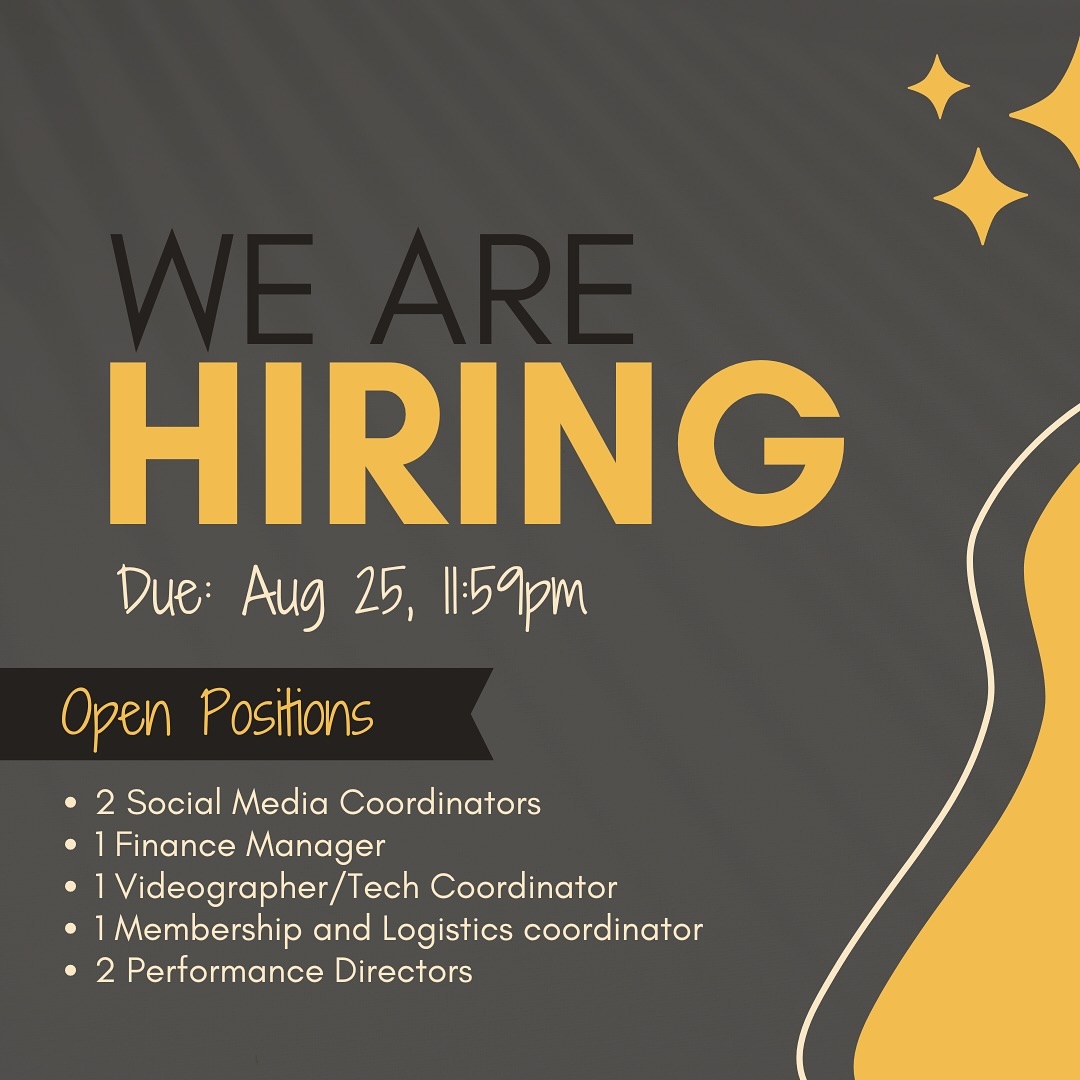 WE ARE
HIRING
Due: Aug 25, 11:59pm
Open Positions
• 2 Social Media Coordinators
• 1 Finance Manager
• 1 Videographer/Tech Coordinator
• 1 Membership and Logistics coordinator
• 2 Performance Directors